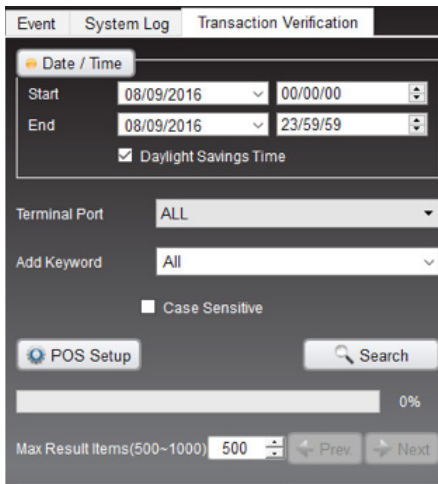 Event System Log Transaction Verification
Date / Time
Start 08/09/2016 00/00/00
End 08/09/2016 23/59/59
Daylight Savings Time
Terminal Port ALL
Add Keyword All
Case Sensitive
POS Setup Search
0%
Max Result Items(500~1000) 500 Prev. Next